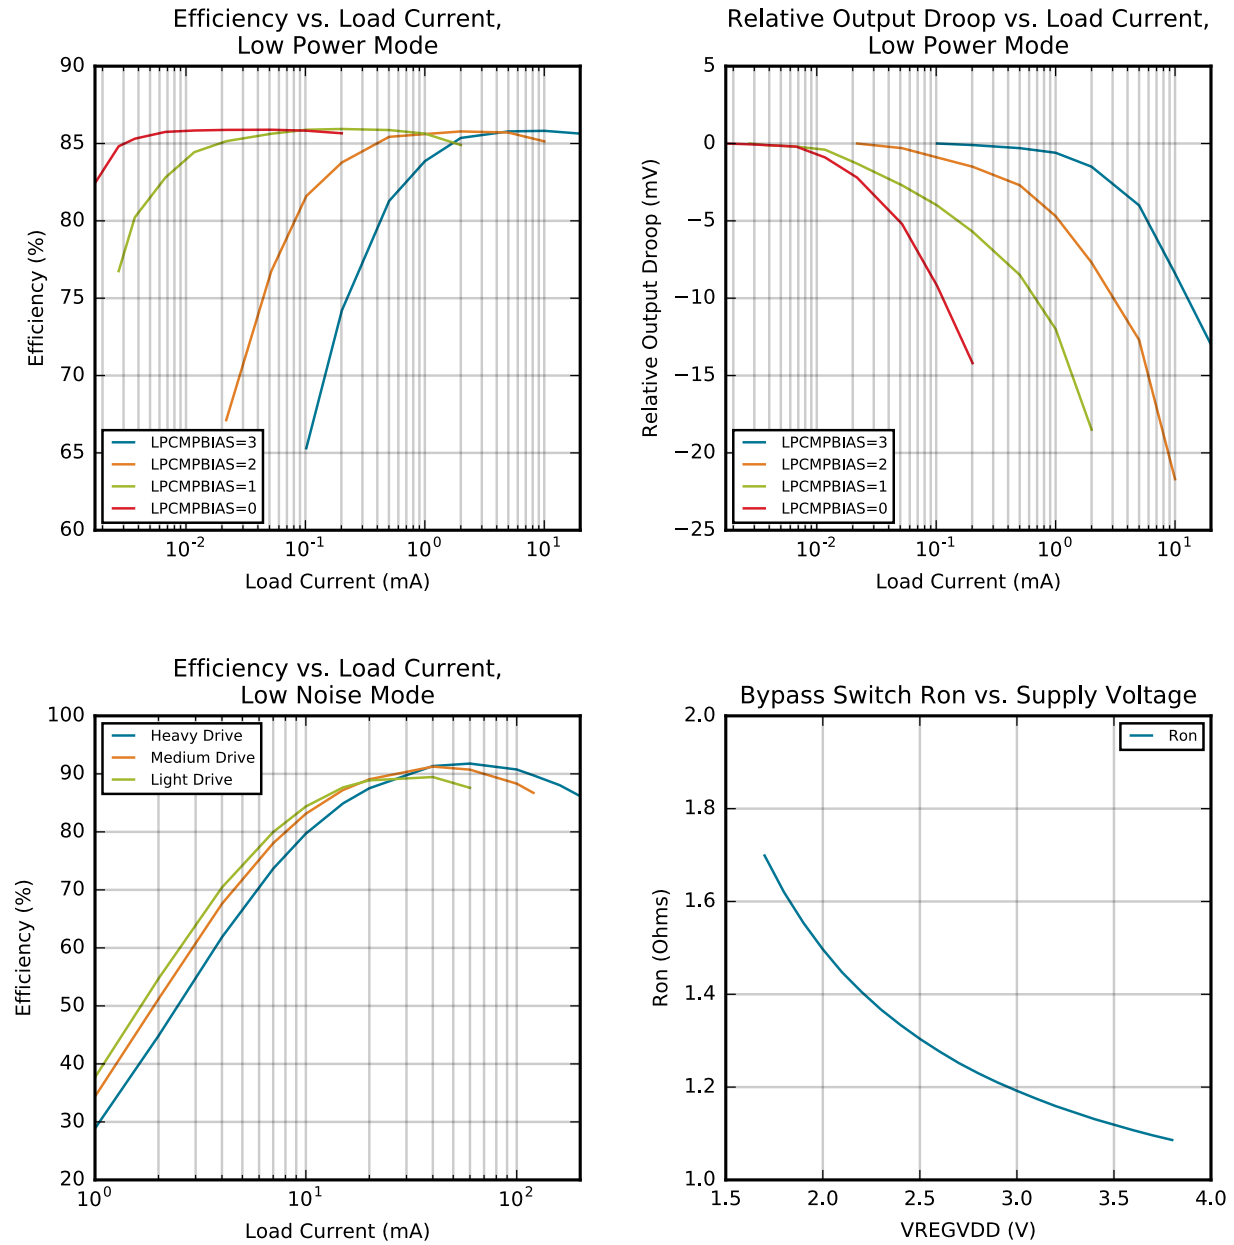 Efficiency vs. Load Current,
Low Power Mode
90
85
80
75
70
65
60
Efficiency (%)
LPCMPBIAS=3
LPCMPBIAS=2
LPCMPBIAS=1
LPCMPBIAS=0
10⁻²
10⁻¹
10⁰
10¹
Load Current (mA)
Relative Output Droop vs. Load Current,
Low Power Mode
5
0
−5
−10
−15
−20
−25
Relative Output Droop (mV)
LPCMPBIAS=3
LPCMPBIAS=2
LPCMPBIAS=1
LPCMPBIAS=0
10⁻²
10⁻¹
10⁰
10¹
Load Current (mA)
Efficiency vs. Load Current,
Low Noise Mode
100
90
80
70
60
50
40
30
20
Efficiency (%)
Heavy Drive
Medium Drive
Light Drive
10⁰
10¹
10²
Load Current (mA)
Bypass Switch Ron vs. Supply Voltage
2.0
1.8
1.6
1.4
1.2
1.0
Ron (Ohms)
Ron
1.5
2.0
2.5
3.0
3.5
4.0
VREGVDD (V)